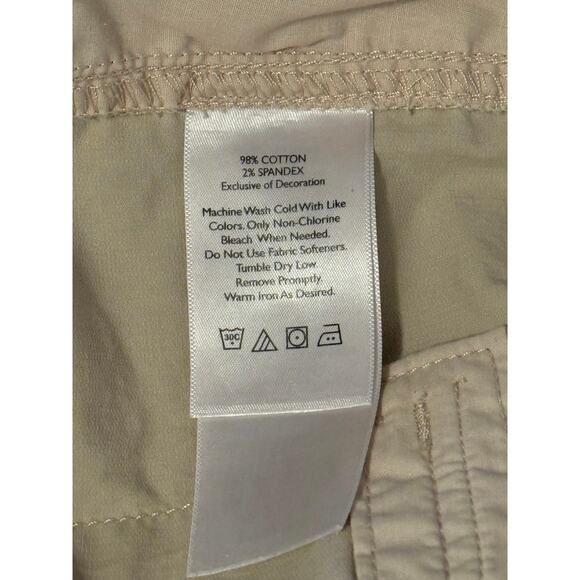 98% COTTON
2% SPANDEX
Exclusive of Decoration
Machine Wash Cold With Like
Colors. Only Non-Chlorine
Bleach When Needed.
Do Not Use Fabric Softeners.
Tumble Dry Low.
Remove Promptly.
Warm Iron As Desired.
30C